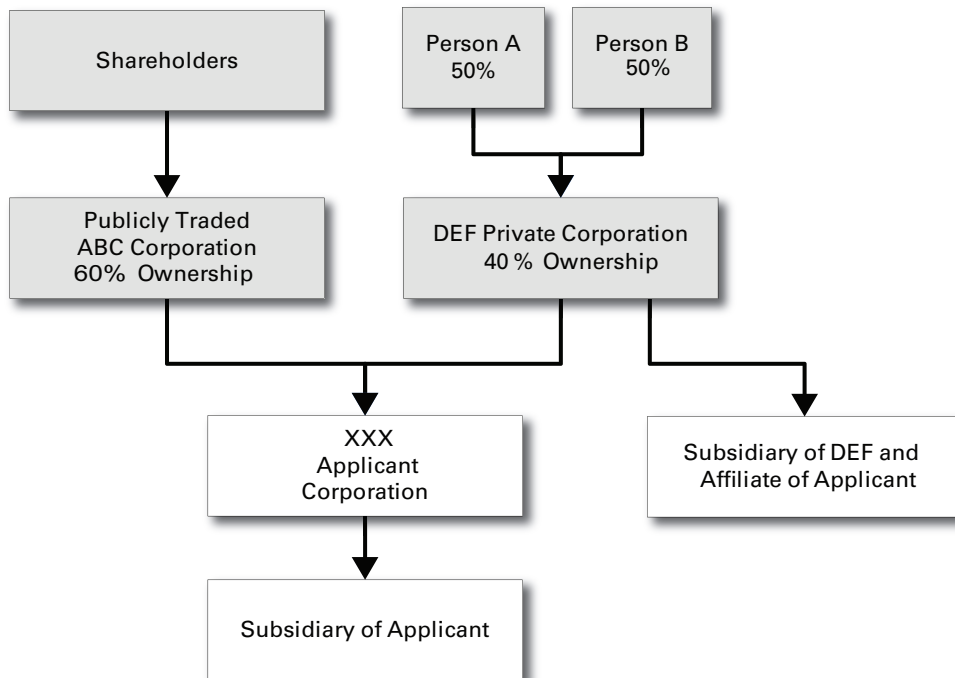 Shareholders
Person A
50%
Person B
50%
Publicly Traded
ABC Corporation
60% Ownership
DEF Private Corporation
40 % Ownership
XXX
Applicant
Corporation
Subsidiary of DEF and
Affiliate of Applicant
Subsidiary of Applicant